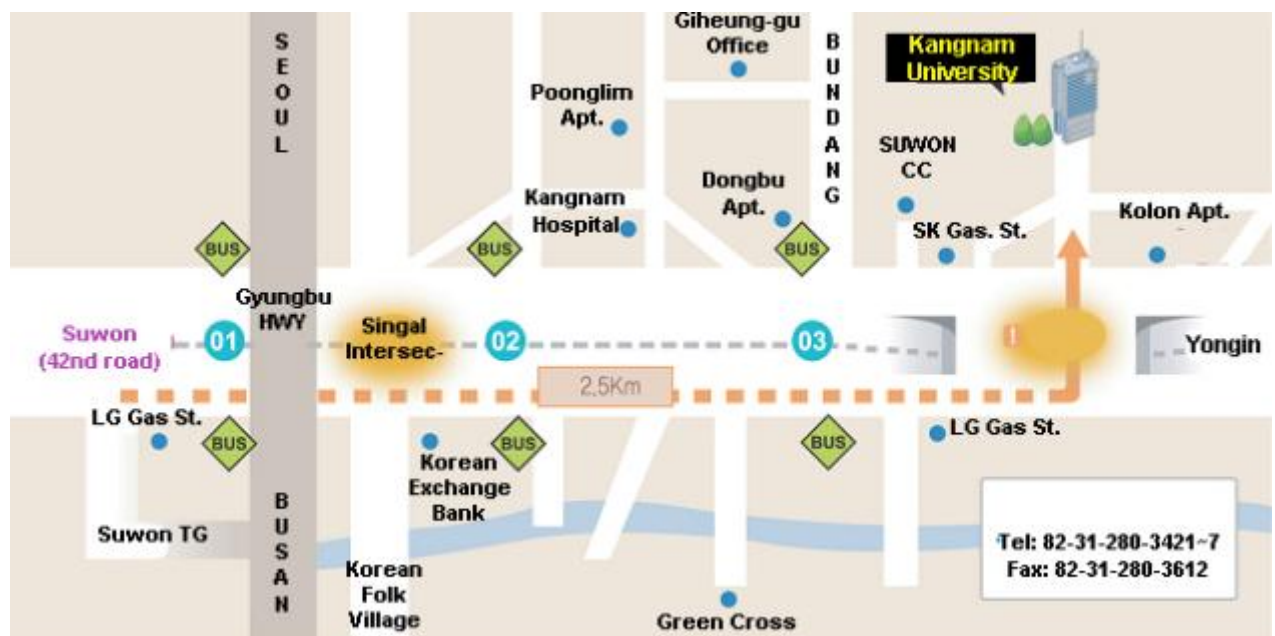 SEOUL
Giheung-gu
Office
BUNDANG
Kangnam
University
Poonglim
Apt.
SUWON
CC
Kangnam
Hospital
Dongbu
Apt.
Kolon Apt.
SK Gas. St.
BUS
BUS
BUS
Gyungbu
HWY
Suwon
(42nd road)
01
Singal
Intersec-
02
03
Yongin
2.5Km
LG Gas St.
BUS
BUS
BUS
LG Gas St.
Korean
Exchange
Bank
Suwon TG
BUSAN
Korean
Folk
Village
Green Cross
Tel: 82-31-280-3421~7
Fax: 82-31-280-3612